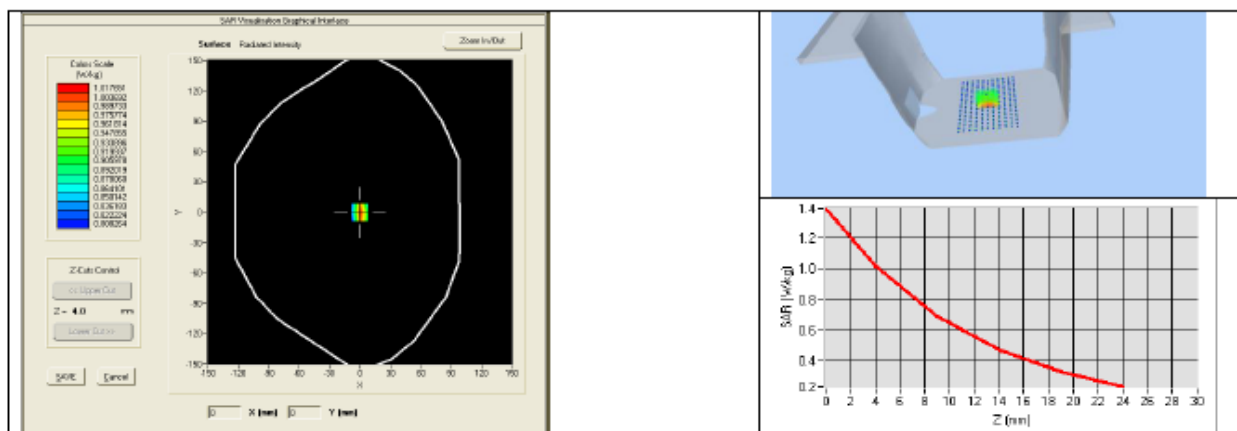 SAR Visualisation Graphical Interface
Surface Radiated Intensity
Zoom In/Out
Colors Scale
(W/kg)
1.017651
1.003692
0.989733
0.975774
0.961814
0.947855
0.933896
0.919937
0.905978
0.892019
0.878060
0.864101
0.850142
0.836183
0.822224
0.808264
Z-Cuts Control
<< Upper Cut
Z = 4.0 mm
Lower Cut >>
SAVE Cancel
Y
150
120
90
60
30
0
-30
-60
-90
-120
-150
-150 -120 -90 -60 -30 0 30 60 90 120 150
X
0 X (mm) 0 Y (mm)
SAR (W/kg)
1.4
1.2
1.0
0.8
0.6
0.4
0.2
0 2 4 6 8 10 12 14 16 18 20 22 24 26 28 30
Z (mm)